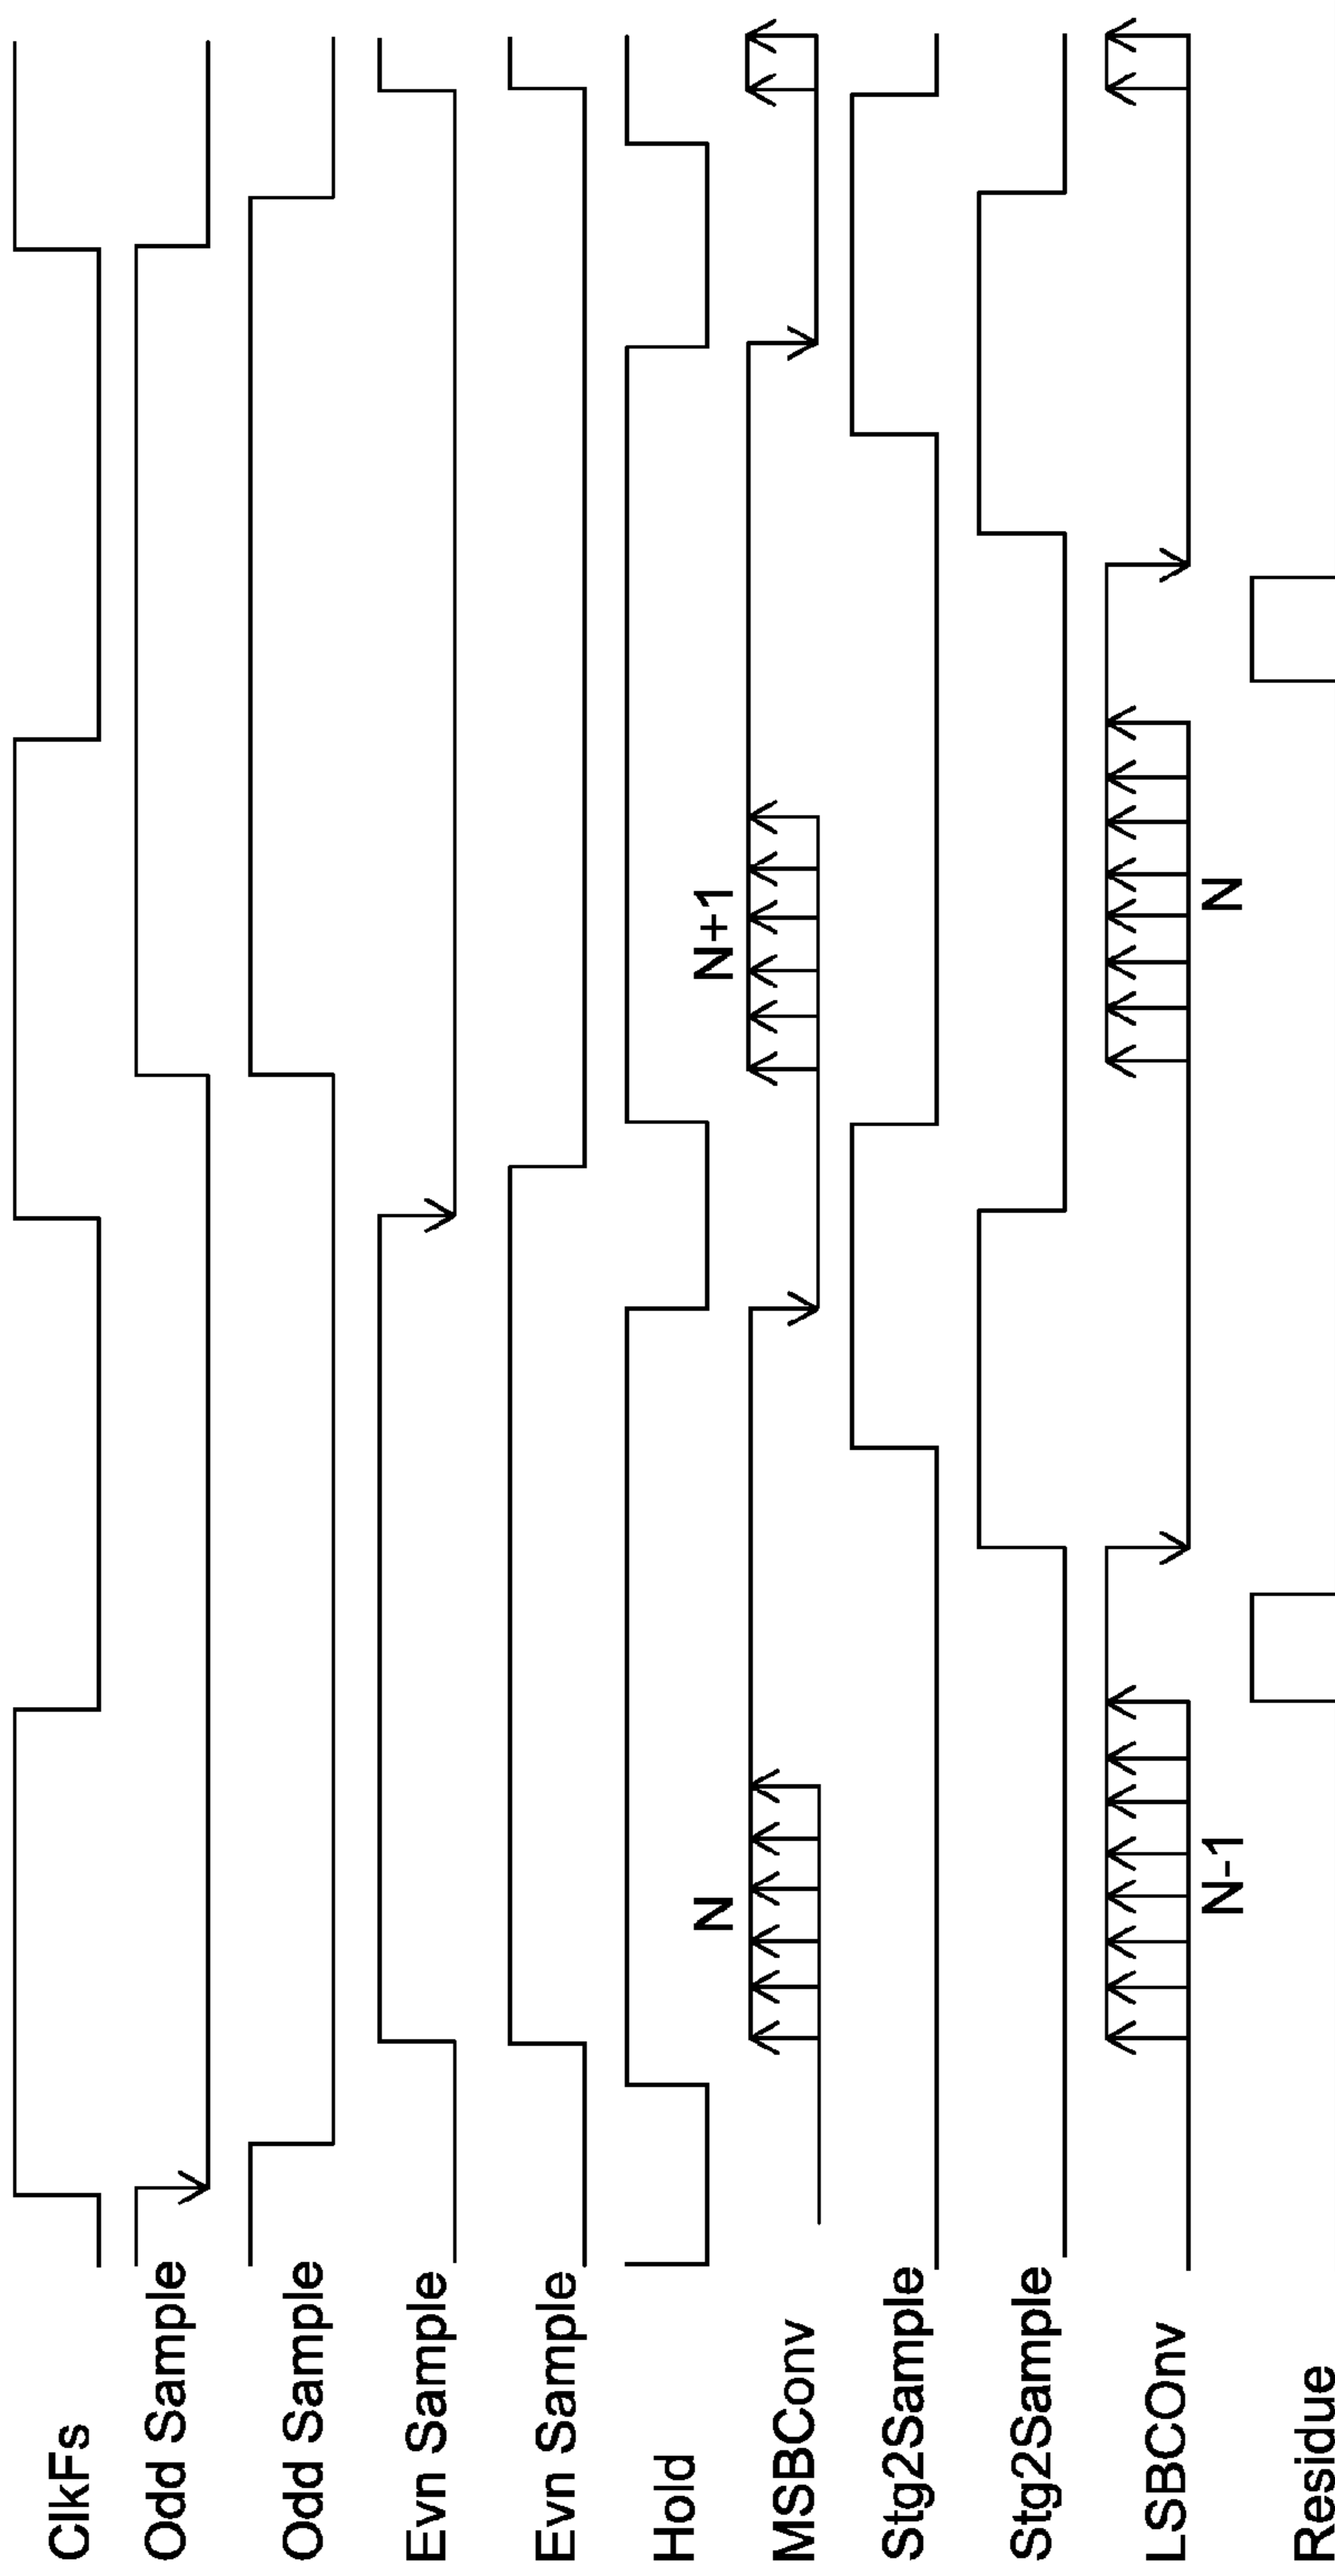 ClkFs
Odd Sample
Odd Sample
Evn Sample
Evn Sample
Hold
MSBConv
N
N+1
Stg2Sample
Stg2Sample
LSBCOnv
N-1
N
Residue